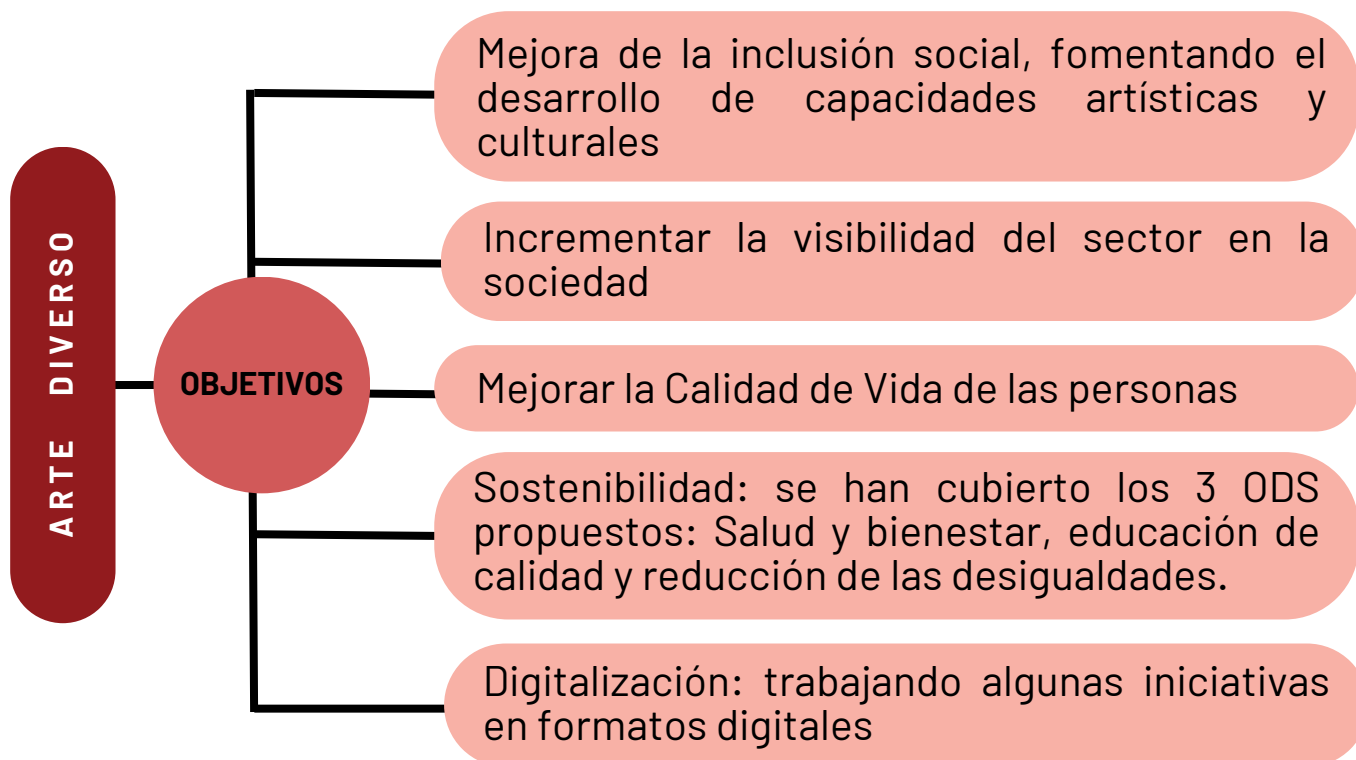 ARTE DIVERSO
OBJETIVOS
Mejora de la inclusión social, fomentando el
desarrollo de capacidades artísticas y
culturales
Incrementar la visibilidad del sector en la
sociedad
Mejorar la Calidad de Vida de las personas
Sostenibilidad: se han cubierto los 3 ODS
propuestos: Salud y bienestar, educación de
calidad y reducción de las desigualdades.
Digitalización: trabajando algunas iniciativas
en formatos digitales